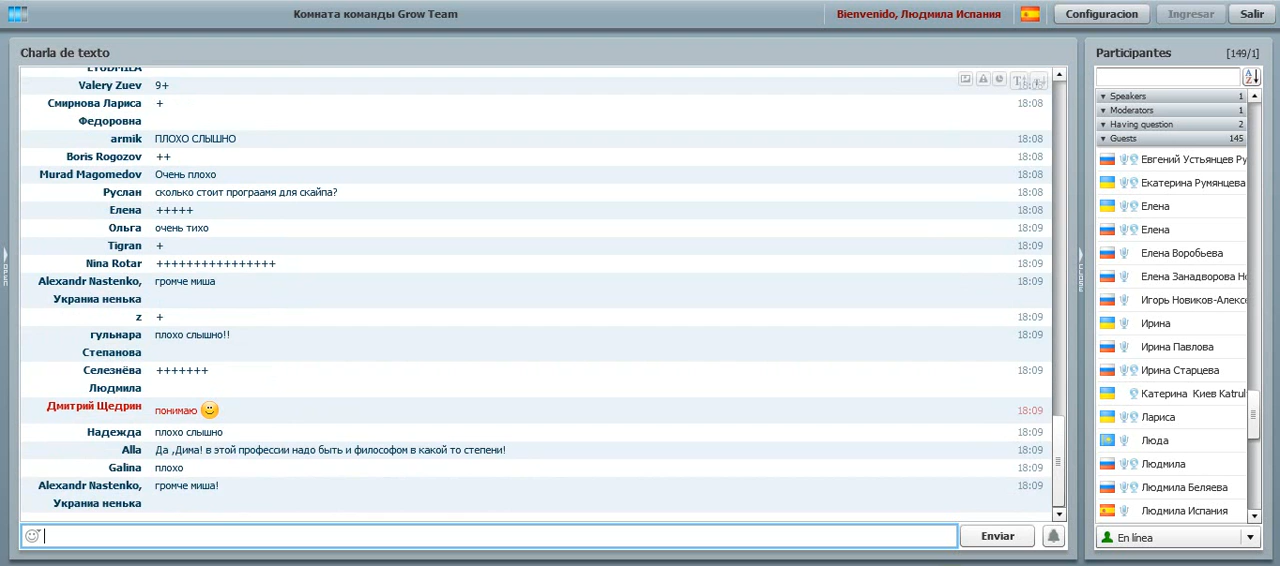 Комната команды Grow Team
Bienvenido, Людмила Испания
Configuracion
Ingresar
Salir
Charla de texto
Valery Zuev 9+
Смирнова Лариса Федоровна + 18:08
armik ПЛОХО СЛЫШНО 18:08
Boris Rogozov ++ 18:08
Murad Magomedov Очень плохо 18:08
Руслан сколько стоит програамя для скайпа? 18:08
Елена +++++ 18:08
Ольга очень тихо 18:09
Tigran + 18:09
Nina Rotar ++++++++++++++++ 18:09
Alexandr Nastenko, громче миша 18:09
Украниа ненька
z + 18:09
гульнара плохо слышно!! 18:09
Степанова
Селезнёва +++++++ 18:09
Людмила
Дмитрий Щедрин понимаю 18:09
Надежда плохо слышно 18:09
Alla Да ,Дима! в этой профессии надо быть и философом в какой то степени! 18:09
Galina плохо 18:09
Alexandr Nastenko, громче миша! 18:09
Украниа ненька
Enviar
Participantes [149/1]
Speakers 1
Moderators 1
Having question 2
Guests 145
Евгений Устьянцев Ру
Екатерина Румянцева
Елена
Елена
Елена Воробьева
Елена Занадворова Но
Игорь Новиков-Алексе
Ирина
Ирина Павлова
Ирина Старцева
Катерина Киев Katrul
Лариса
Люда
Людмила
Людмила Беляева
Людмила Испания
En línea